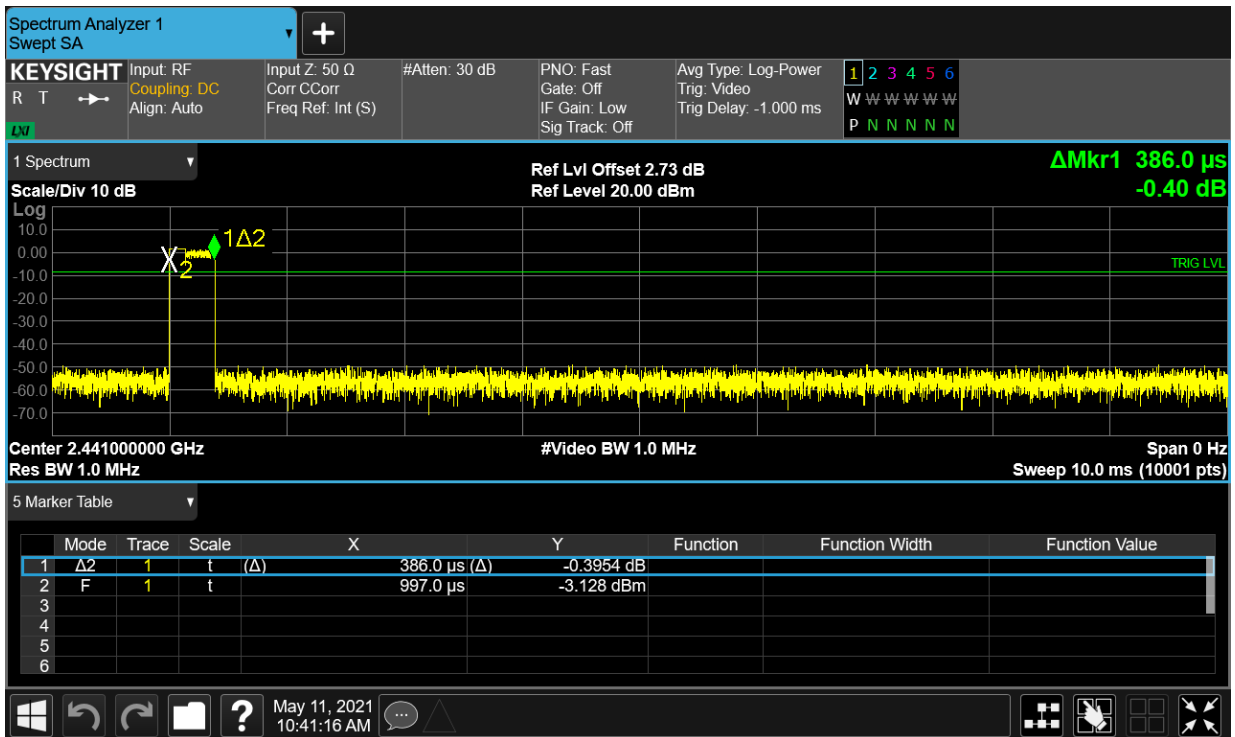 Spectrum Analyzer 1
Swept SA
KEYSIGHT Input: RF Input Z: 50 Ω #Atten: 30 dB PNO: Fast Avg Type: Log-Power 1 2 3 4 5 6
R T Coupling: DC Corr CCorr Gate: Off Trig: Video W W W W W W
Align: Auto Freq Ref: Int (S) IF Gain: Low Trig Delay: -1.000 ms
LXI Sig Track: Off P N N N N N
1 Spectrum Ref Lvl Offset 2.73 dB ΔMkr1 386.0 µs
Scale/Div 10 dB Ref Level 20.00 dBm -0.40 dB
Log
10.0
1Δ2
0.00
X 2
TRIG LVL
-10.0
-20.0
-30.0
-40.0
-50.0
-60.0
-70.0
Center 2.441000000 GHz #Video BW 1.0 MHz Span 0 Hz
Res BW 1.0 MHz Sweep 10.0 ms (10001 pts)
5 Marker Table
Mode Trace Scale X Y Function Function Width Function Value
1 Δ2 1 t (Δ) 386.0 µs (Δ) -0.3954 dB
2 F 1 t 997.0 µs -3.128 dBm
3
4
5
6
? May 11, 2021
10:41:16 AM